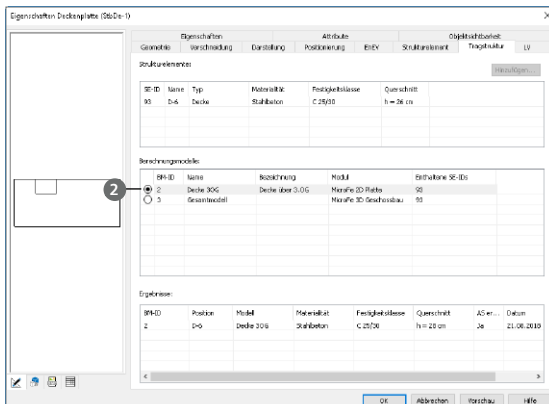 Eigenschaften Deckenplatte (StbDe-1)
Eigenschaften Attribute Objektsichtbarkeit
Geometrie Verschneidung Darstellung Positionierung EnEV Strukturelement Tragstruktur LV
Strukturelemente:
Hinzufügen...
SE-ID Name Typ Materialität Festigkeitsklasse Querschnitt
93 D-6 Decke Stahlbeton C 25/30 h = 26 cm
Berechnungsmodelle:
BM-ID Name Bezeichnung Modul Enthaltene SE-IDs
2
2 Decke 3OG Decke über 3.OG MicroFe 2D Platte 93
3 Gesamtmodell MicroFe 3D Geschossbau 93
Ergebnisse:
BM-ID Position Modell Materialität Festigkeitsklasse Querschnitt AS er... Datum
2 D-6 Decke 3OG Stahlbeton C 25/30 h = 26 cm Ja 21.08.2018
OK Abbrechen Vorschau Hilfe